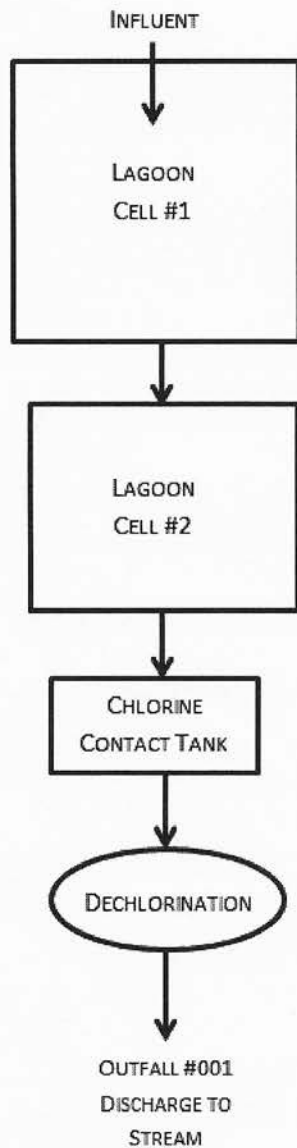 INFLUENT
LAGOON
CELL #1
LAGOON
CELL #2
CHLORINE
CONTACT TANK
DECHLORINATION
OUTFALL #001
DISCHARGE TO
STREAM